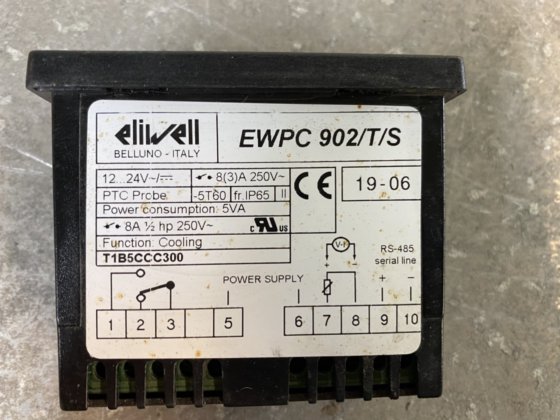 eliwell
BELLUNO - ITALY
EWPC 902/T/S
12...24V~/⎓ 8(3)A 250V~
PTC Probe -5T60 fr.IP65 II
Power consumption: 5VA
8A ½ hp 250V~ c RU us
Function: Cooling
T1B5CCC300
CE
19-06
V-I
+ -
RS-485
serial line
POWER SUPPLY
+ -
1 2 3 5 6 7 8 9 10